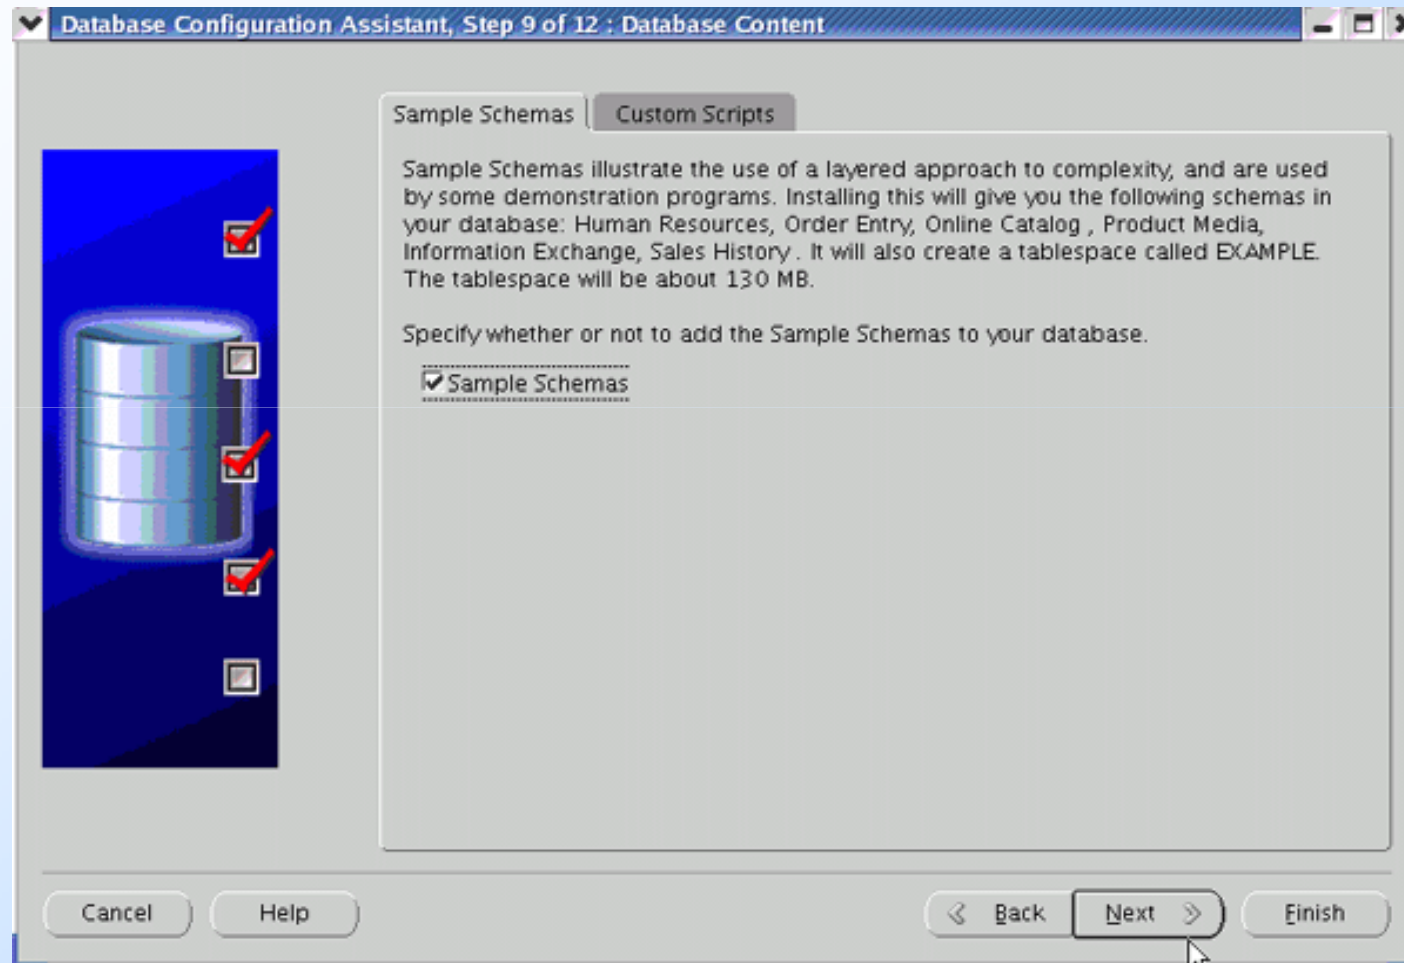 Database Configuration Assistant, Step 9 of 12 : Database Content
Sample Schemas
Custom Scripts
Sample Schemas illustrate the use of a layered approach to complexity, and are used
by some demonstration programs. Installing this will give you the following schemas in
your database: Human Resources, Order Entry, Online Catalog , Product Media,
Information Exchange, Sales History . It will also create a tablespace called EXAMPLE.
The tablespace will be about 130 MB.
Specify whether or not to add the Sample Schemas to your database.
Sample Schemas
Cancel
Help
Back
Next
Finish